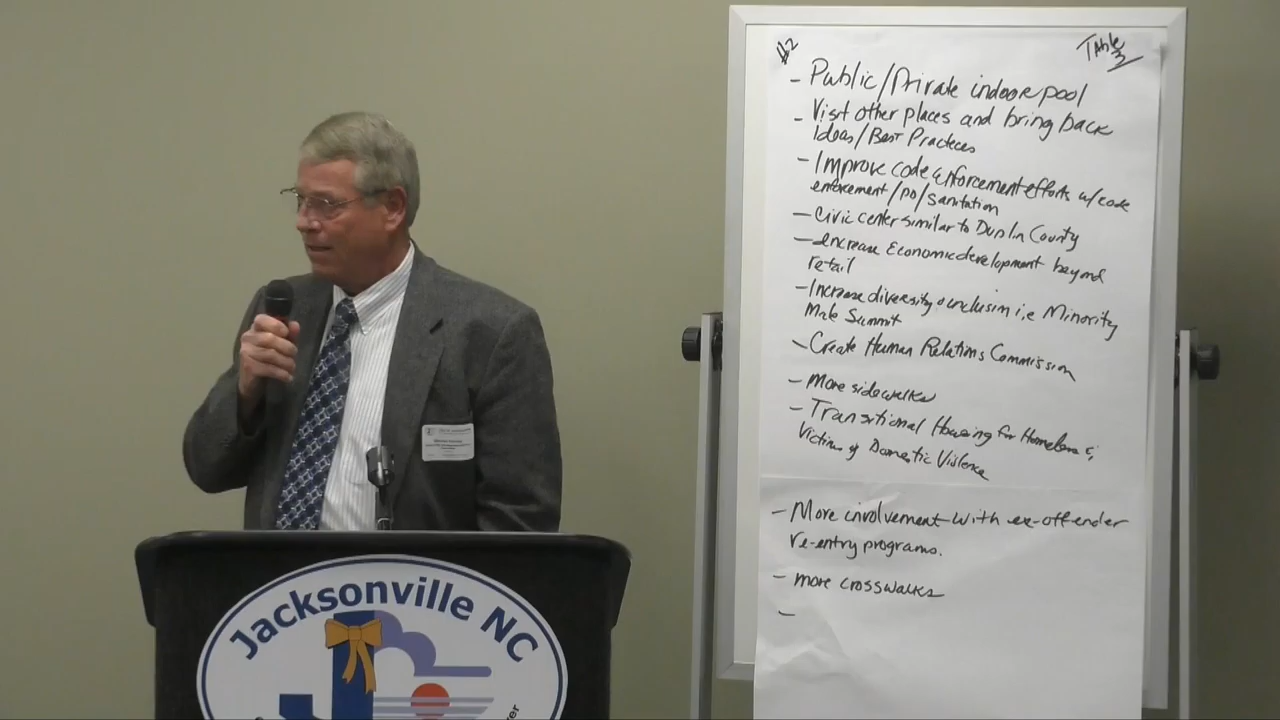 #2
Table 3
- Public/Private indoor pool
- Visit other places and bring back
Ideas/Best Practices
- Improve code enforcement efforts w/code
enforcement/PD/sanitation
- Civic center similar to Duplin County
- Increase Economic development beyond
retail
- Increase diversity & inclusion i.e Minority
Male Summit
- Create Human Relations Commission
- More sidewalks
- Transitional Housing for Homeless &
Victims of Domestic Violence
- More involvement with ex-offender
re-entry programs.
- more crosswalks
-
Jacksonville NC